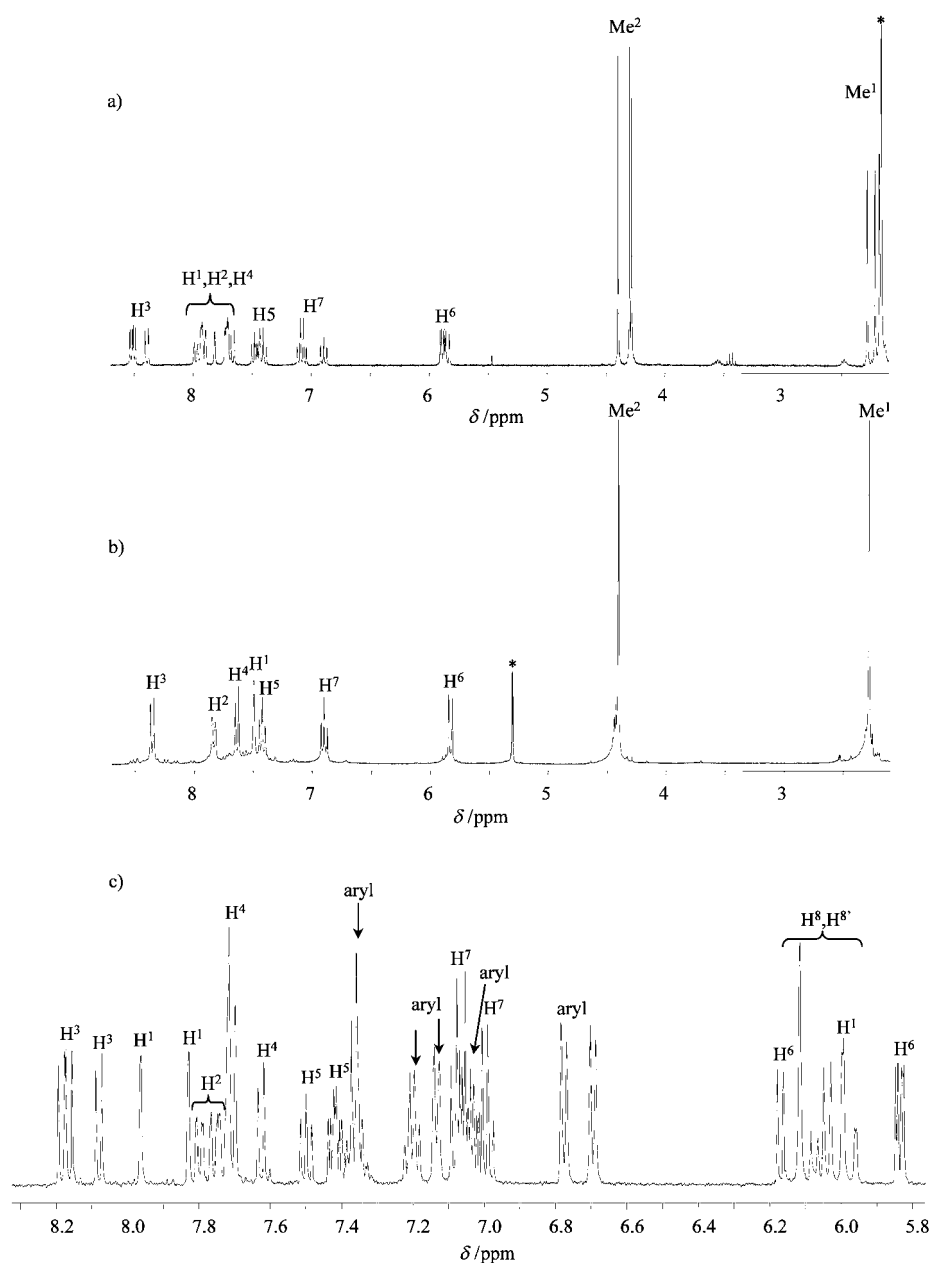 a)
Me²
*
Me¹
H³
H¹,H²,H⁴
H5
H⁷
H⁶
8 7 6 5 4 3
δ /ppm
b)
Me²
Me¹
H³
H²
H⁴
H¹
H⁵
H⁷
H⁶
*
8 7 6 5 4 3
δ /ppm
c)
H³
H³
H¹
H¹
H²
H⁴
H⁴
H⁵
H⁵
aryl
aryl
H⁷
aryl
H⁷
aryl
H⁸,H⁸'
H⁶
H¹
H⁶
8.2 8.0 7.8 7.6 7.4 7.2 7.0 6.8 6.6 6.4 6.2 6.0 5.8
δ /ppm